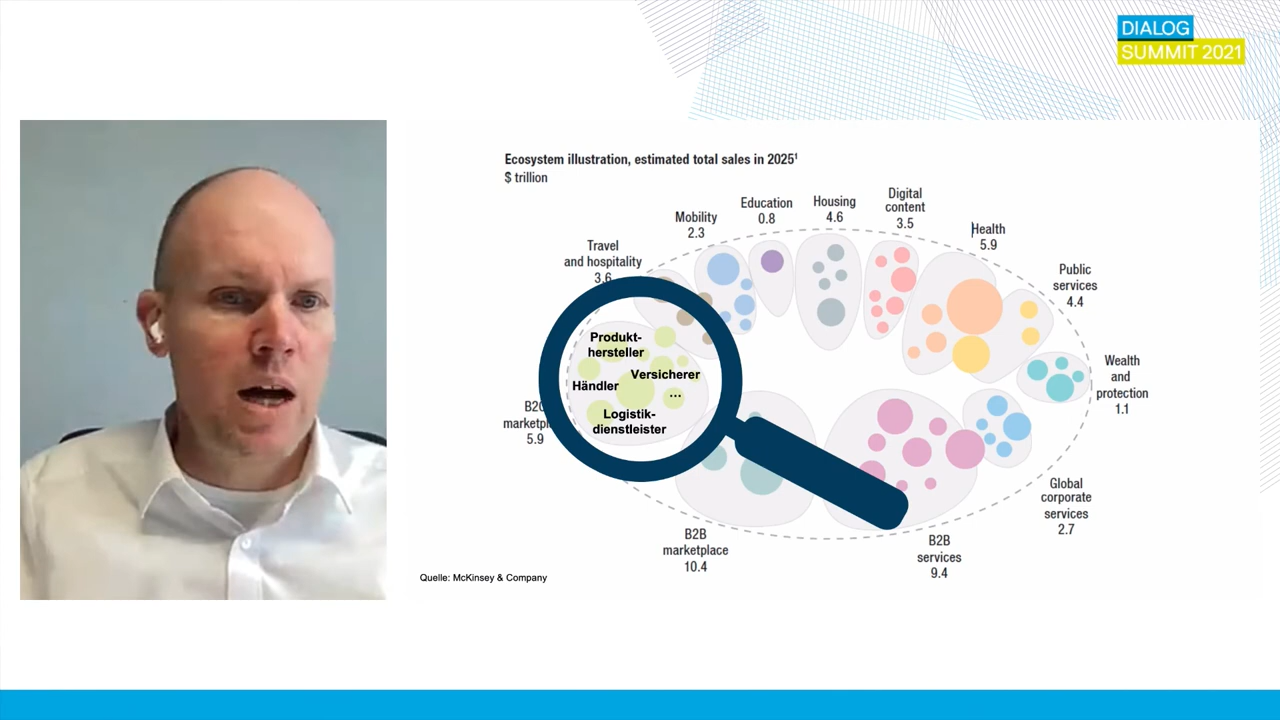 DIALOG
SUMMIT 2021
Ecosystem illustration, estimated total sales in 2025¹
$ trillion
Travel
and hospitality
3.6
Mobility
2.3
Education
0.8
Housing
4.6
Digital
content
3.5
Health
5.9
Public
services
4.4
Wealth
and
protection
1.1
Global
corporate
services
2.7
B2B
services
9.4
B2B
marketplace
10.4
5.9
Produkt-
hersteller
Versicherer
Händler
...
Logistik-
dienstleister
Quelle: McKinsey & Company